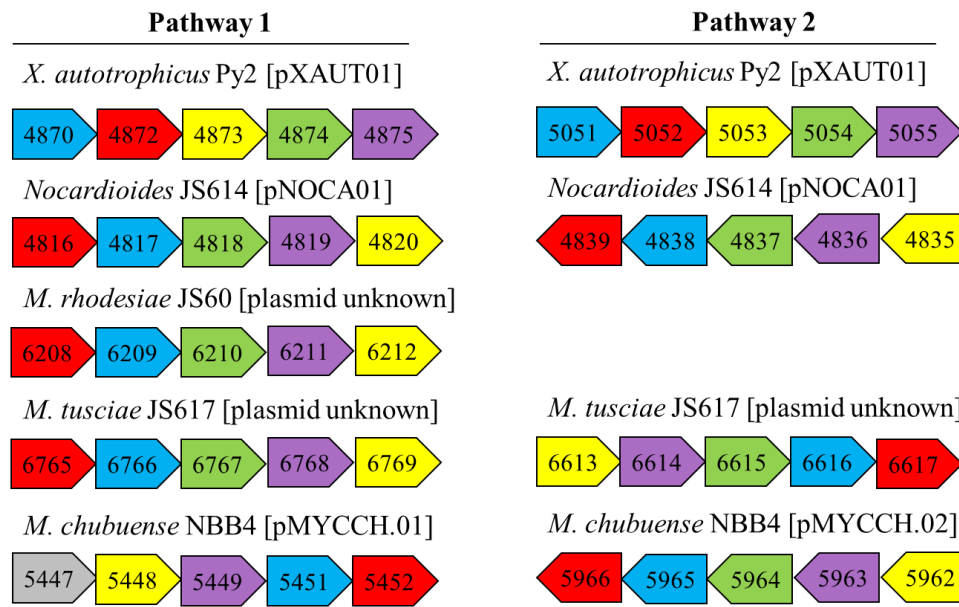 Pathway 1
Pathway 2
X. autotrophicus Py2 [pXAUT01]
4870 4872 4873 4874 4875
X. autotrophicus Py2 [pXAUT01]
5051 5052 5053 5054 5055
Nocardioides JS614 [pNOCA01]
4816 4817 4818 4819 4820
Nocardioides JS614 [pNOCA01]
4839 4838 4837 4836 4835
M. rhodesiae JS60 [plasmid unknown]
6208 6209 6210 6211 6212
M. tusciae JS617 [plasmid unknown]
6765 6766 6767 6768 6769
M. tusciae JS617 [plasmid unknown]
6613 6614 6615 6616 6617
M. chubuense NBB4 [pMYCCH.01]
5447 5448 5449 5451 5452
M. chubuense NBB4 [pMYCCH.02]
5966 5965 5964 5963 5962